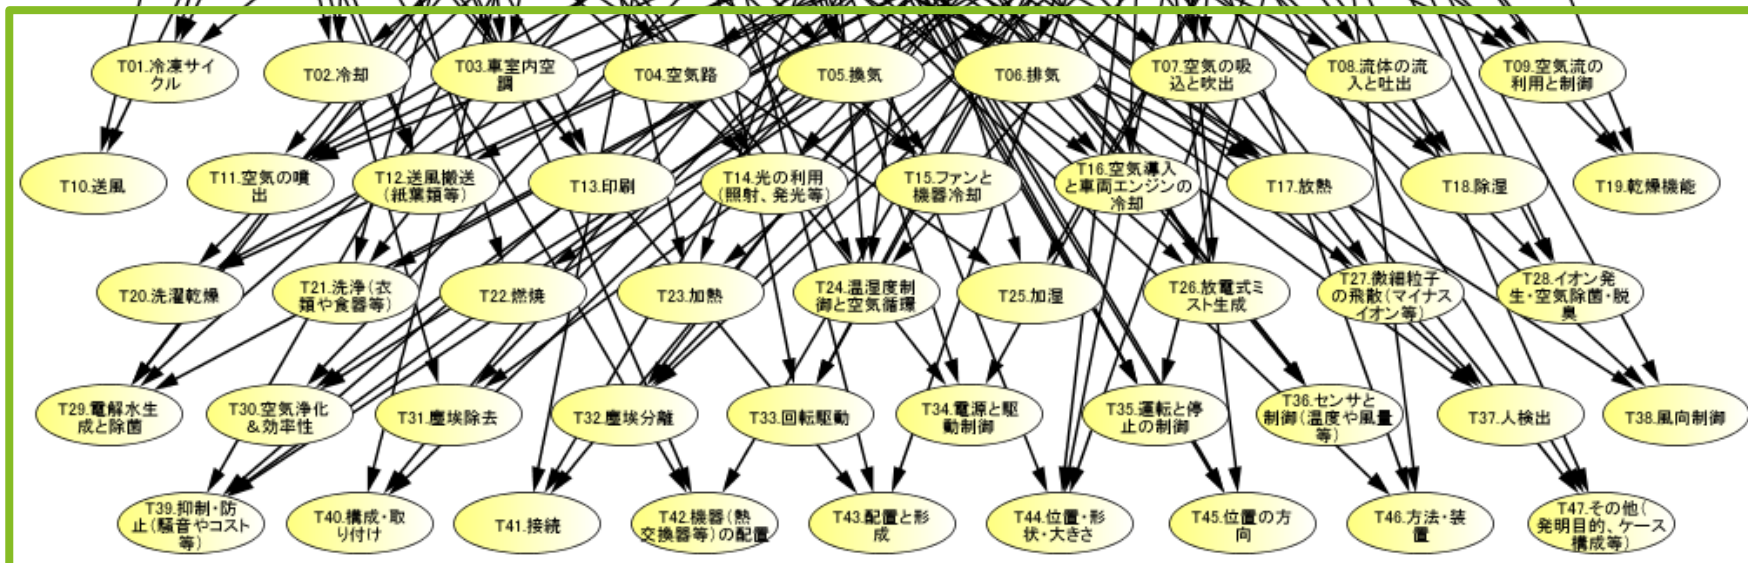 T01.冷凍サイ
クル
T02.冷却
T03.車室内空
調
T04.空気路
T05.換気
T06.排気
T07.空気の吸
込と吹出
T08.流体の流
入と吐出
T09.空気流の
利用と制御
T10.送風
T11.空気の噴
出
T12.送風搬送
(紙葉類等)
T13.印刷
T14.光の利用
(照射、発光等)
T15.ファンと
機器冷却
T16.空気導入
と車両エンジンの
冷却
T17.放熱
T18.除湿
T19.乾燥機能
T20.洗濯乾燥
T21.洗浄(衣
類や食器等)
T22.燃焼
T23.加熱
T24.温湿度制
御と空気循環
T25.加湿
T26.放電式ミ
スト生成
T27.微細粒子
の飛散(マイナス
イオン等)
T28.イオン発
生・空気除菌・脱
臭
T29.電解水生
成と除菌
T30.空気浄化
&効率性
T31.塵埃除去
T32.塵埃分離
T33.回転駆動
T34.電源と駆
動制御
T35.運転と停
止の制御
T36.センサと
制御(温度や風量
等)
T37.人検出
T38.風向制御
T39.抑制・防
止(騒音やコスト
等)
T40.構成・取
り付け
T41.接続
T42.機器(熱
交換器等)の配置
T43.配置と形
成
T44.位置・形
状・大きさ
T45.位置の方
向
T46.方法・装
置
T47.その他(
発明目的、ケース
構成等)